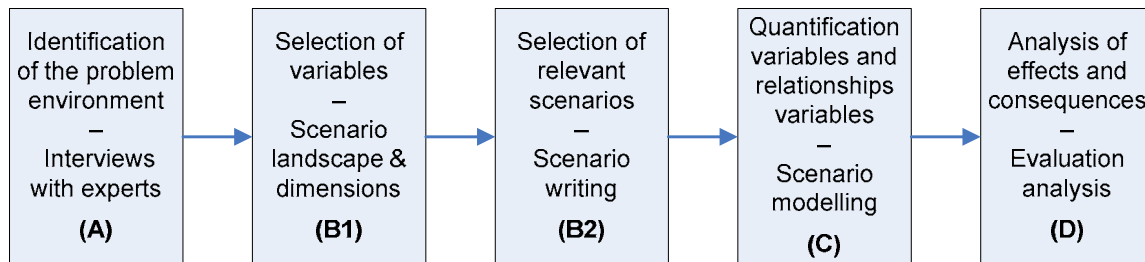 Identification
of the problem
environment
–
Interviews
with experts
(A)
Selection of
variables
–
Scenario
landscape &
dimensions
(B1)
Selection of
relevant
scenarios
–
Scenario
writing
(B2)
Quantification
variables and
relationships
variables
–
Scenario
modelling
(C)
Analysis of
effects and
consequences
–
Evaluation
analysis
(D)